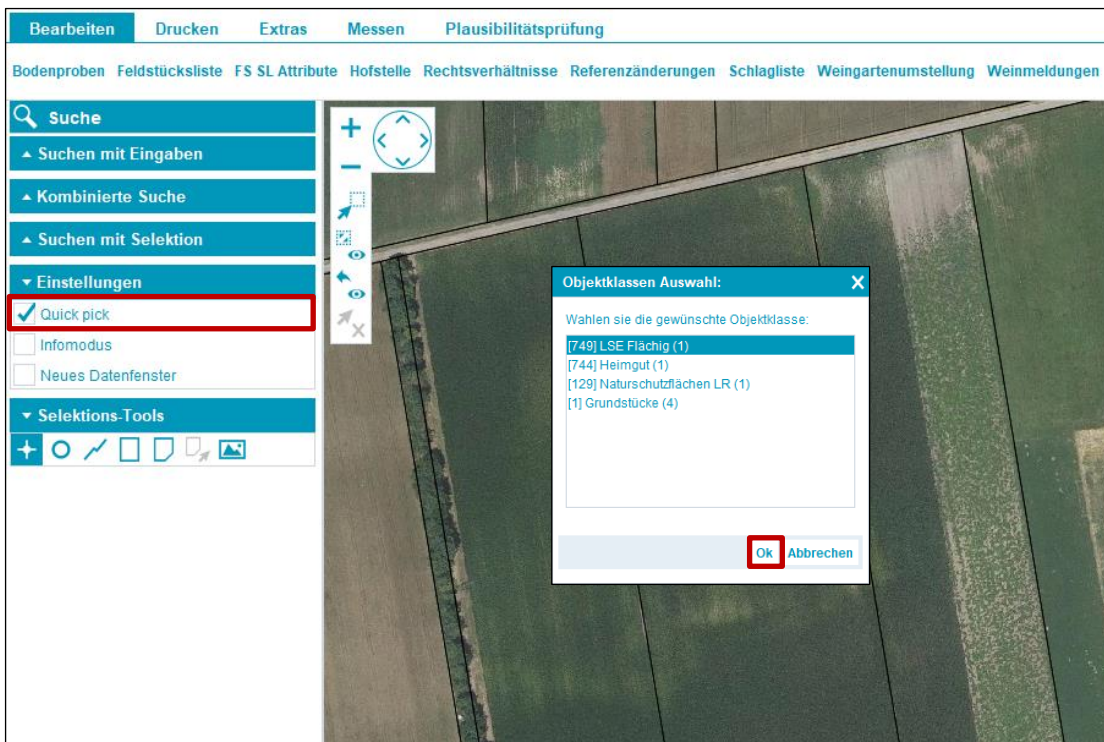 Bearbeiten Drucken Extras Messen Plausibilitätsprüfung
Bodenproben Feldstücksliste FS SL Attribute Hofstelle Rechtsverhältnisse Referenzänderungen Schlagliste Weingartenumstellung Weinmeldungen
Suche
Suchen mit Eingaben
Kombinierte Suche
Suchen mit Selektion
Einstellungen
Quick pick
Infomodus
Neues Datenfenster
Selektions-Tools
Objektklassen Auswahl: X
Wahlen sie die gewünschte Objektklasse:
[749] LSE Flächig (1)
[744] Heimgut (1)
[129] Naturschutzflächen LR (1)
[1] Grundstücke (4)
Ok Abbrechen